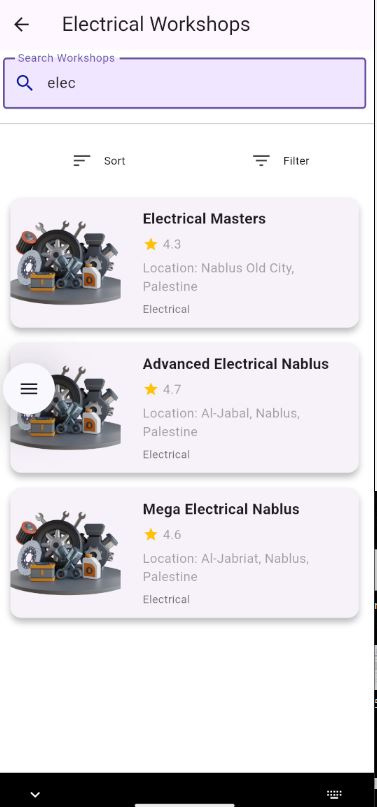 Electrical Workshops
Search Workshops
elec
Sort
Filter
Electrical Masters
4.3
Location: Nablus Old City,
Palestine
Electrical
Advanced Electrical Nablus
4.7
Location: Al-Jabal, Nablus,
Palestine
Electrical
Mega Electrical Nablus
4.6
Location: Al-Jabriat, Nablus,
Palestine
Electrical